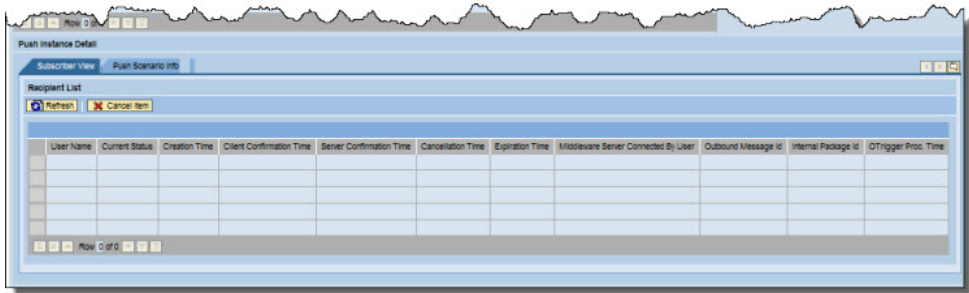 Row 0 of
Push Instance Detail
Subscriber View Push Scenario Info
Recipient List
Refresh Cancel Item
User Name Current Status Creation Time Client Confirmation Time Server Confirmation Time Cancellation Time Expiration Time Middleware Server Connected By User Outbound Message Id Internal Package Id OTrigger Proc. Time
Row 0 of 0